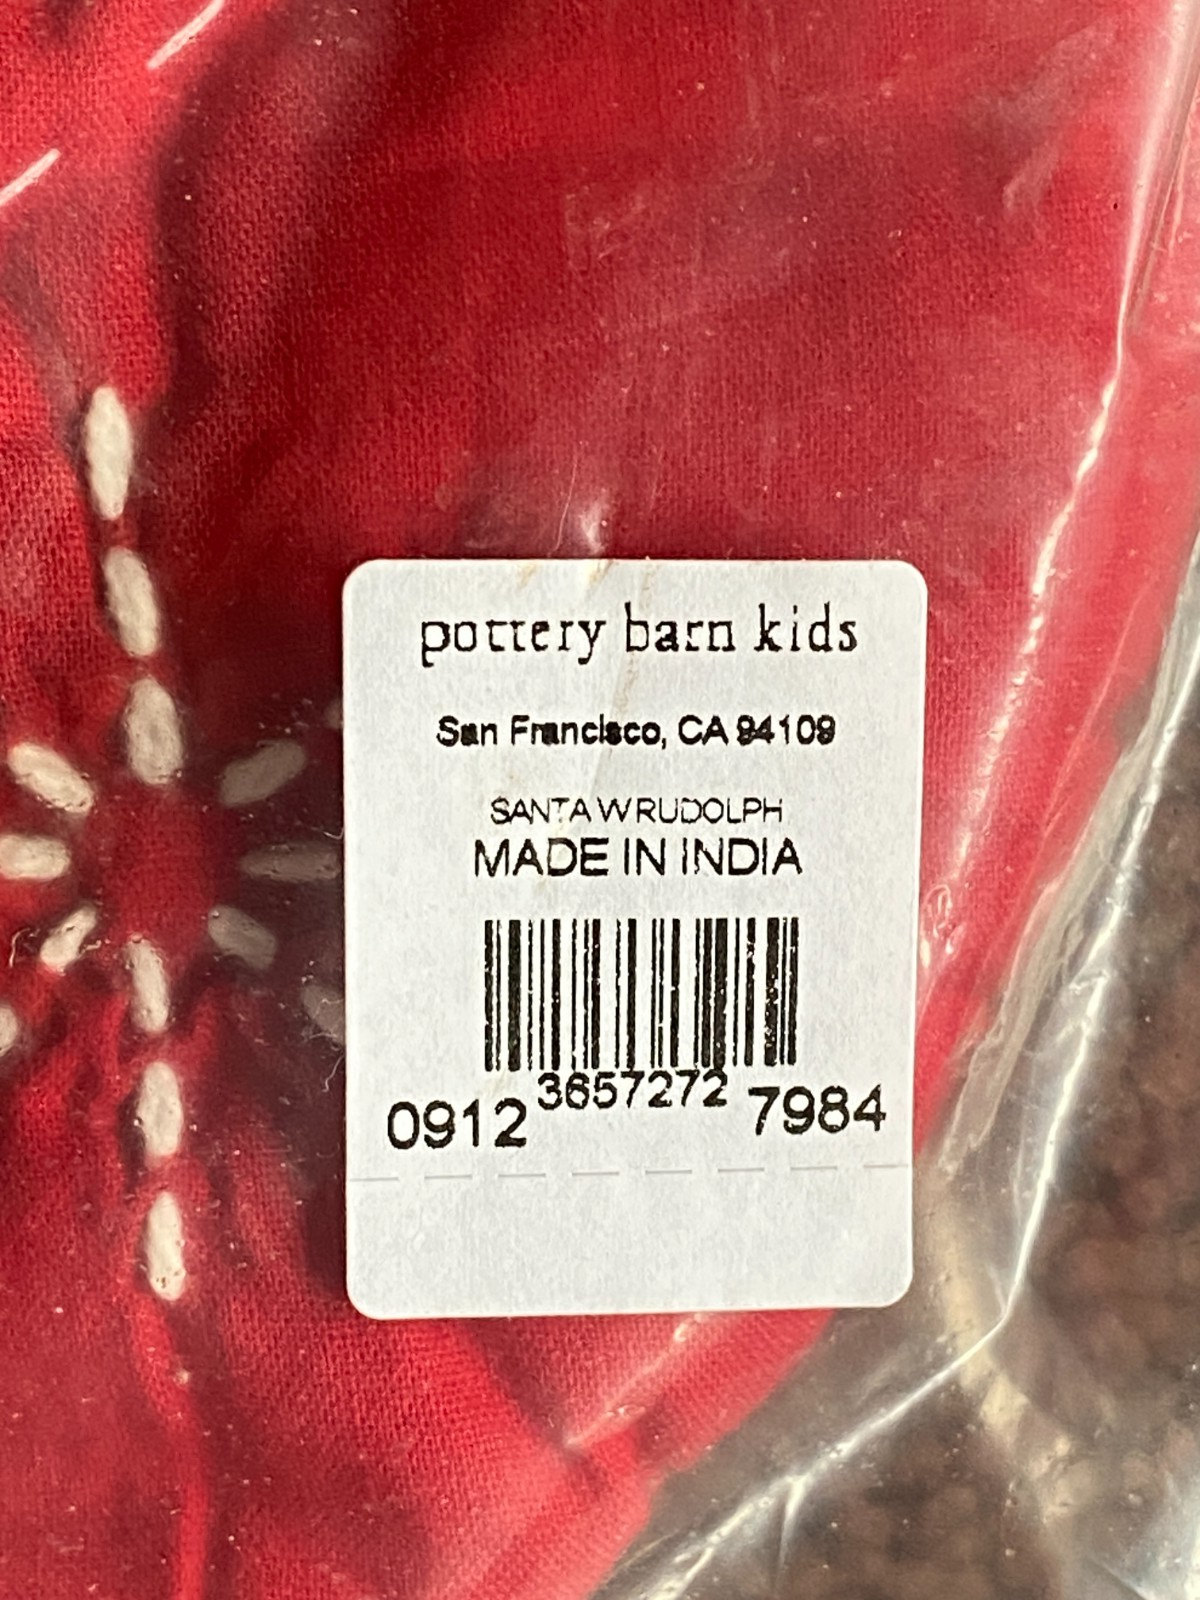 pottery barn kids
San Francisco, CA 94109
SANTA W RUDOLPH
MADE IN INDIA
0912 3657272 7984